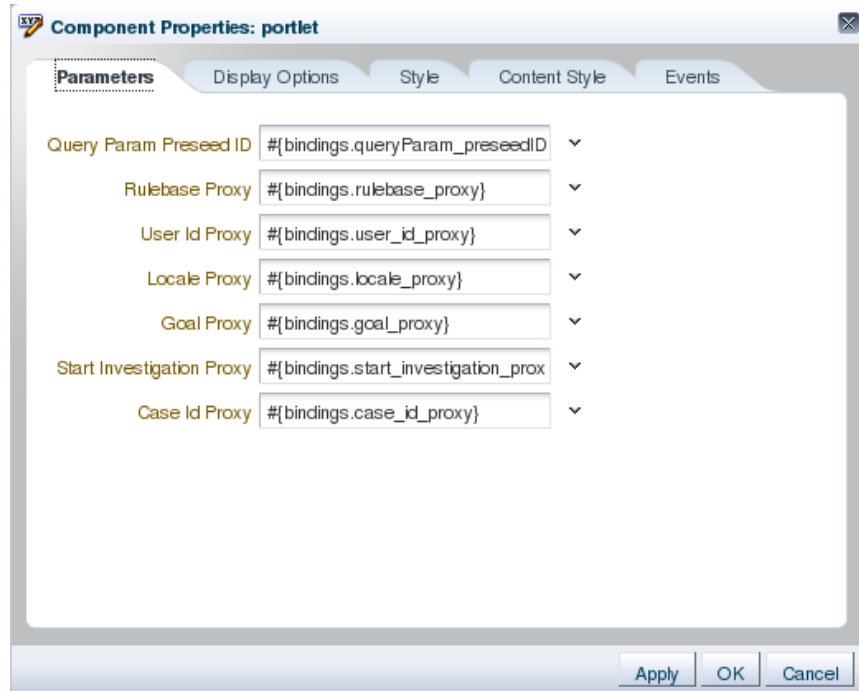 Component Properties: portlet
Parameters Display Options Style Content Style Events
Query Param Preseed ID #{bindings.queryParam_preseedID
Rulebase Proxy #{bindings.rulebase_proxy}
User Id Proxy #{bindings.user_id_proxy}
Locale Proxy #{bindings.locale_proxy}
Goal Proxy #{bindings.goal_proxy}
Start Investigation Proxy #{bindings.start_investigation_prox
Case Id Proxy #{bindings.case_id_proxy}
Apply OK Cancel